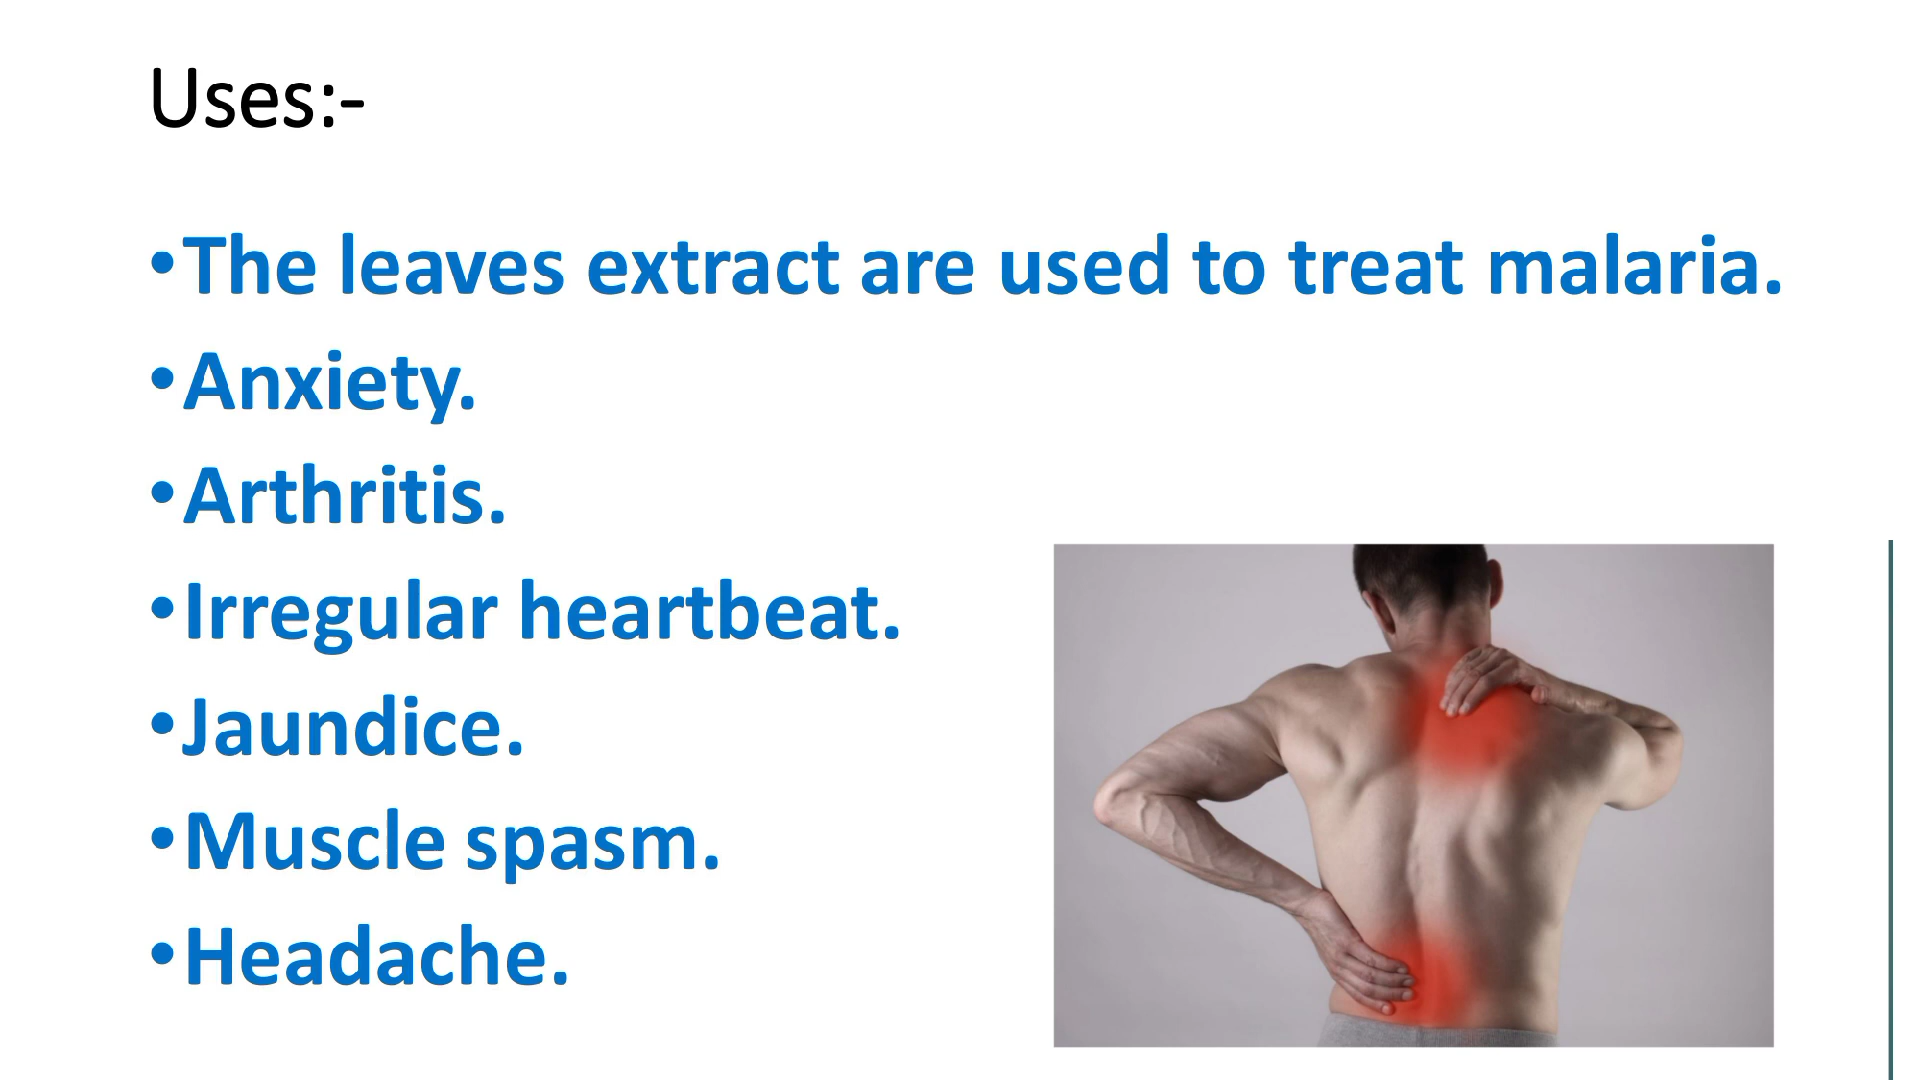 Uses:-
•The leaves extract are used to treat malaria.
•Anxiety.
•Arthritis.
•Irregular heartbeat.
•Jaundice.
•Muscle spasm.
•Headache.